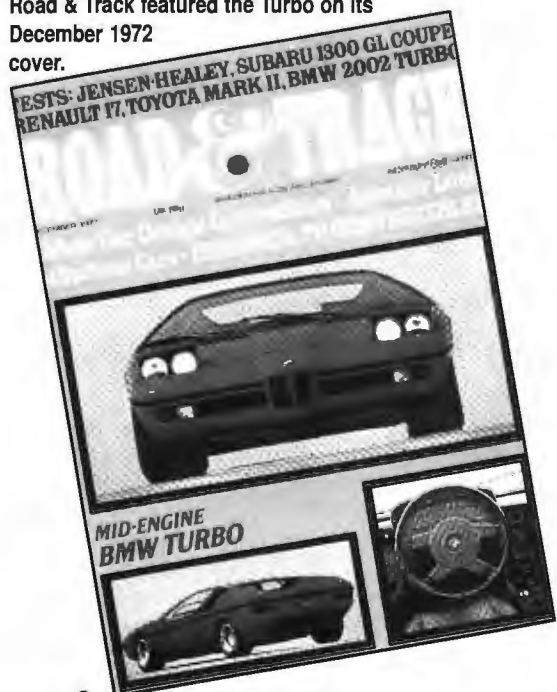 Road & Track featured the Turbo on its
December 1972
cover.
TESTS: JENSEN-HEALEY, SUBARU 1300 GL COUPE
RENAULT 17, TOYOTA MARK II, BMW 2002 TURBO
ROAD & TRACK
MID-ENGINE
BMW TURBO